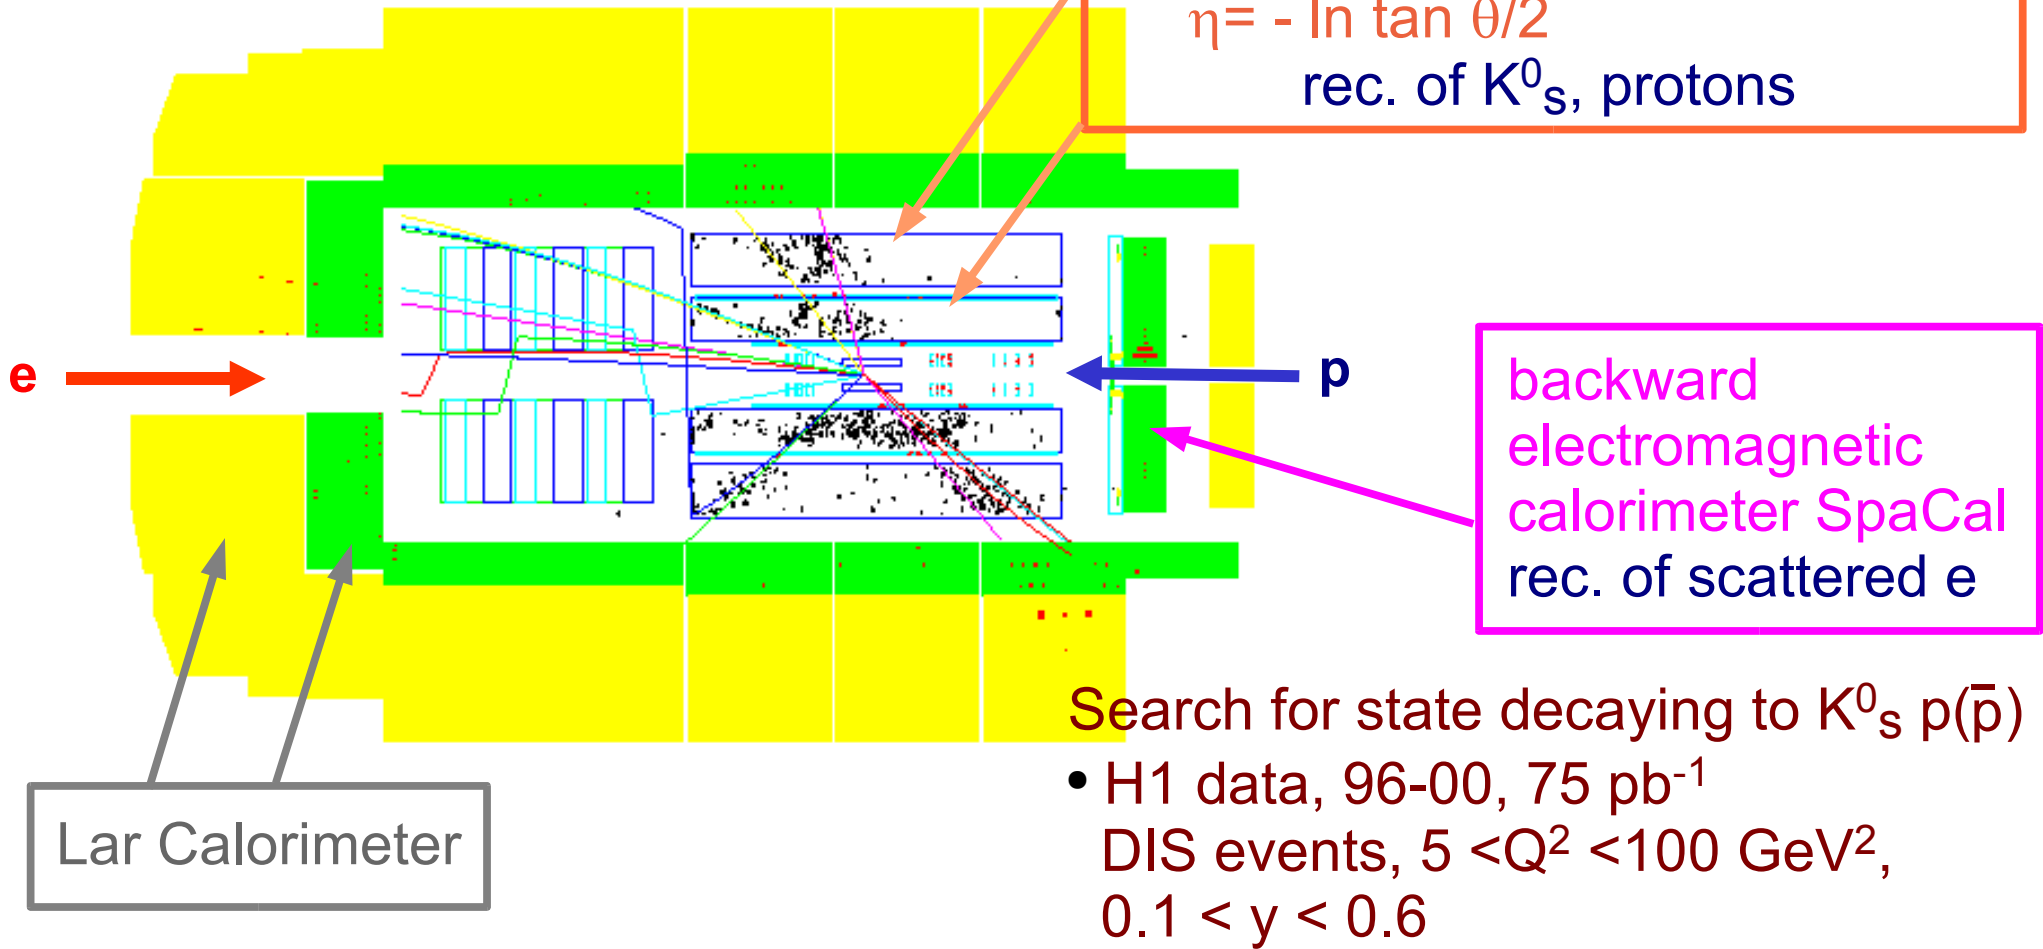 η= - ln tan θ/2
rec. of K⁰s, protons
e
p
backward
electromagnetic
calorimeter SpaCal
rec. of scattered e
Search for state decaying to K⁰s p(p̄)
• H1 data, 96-00, 75 pb⁻¹
DIS events, 5 <Q² <100 GeV²,
0.1 < y < 0.6
Lar Calorimeter